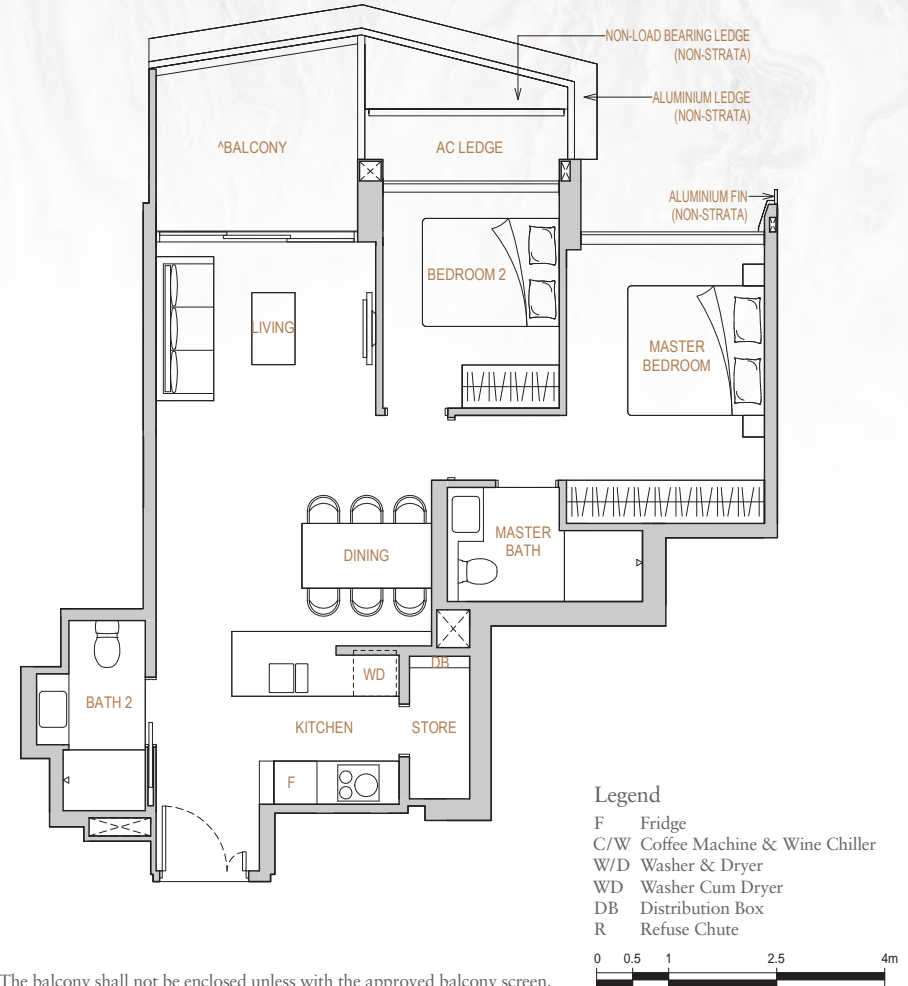 NON-LOAD BEARING LEDGE
(NON-STRATA)
ALUMINIUM LEDGE
(NON-STRATA)
^BALCONY
AC LEDGE
ALUMINIUM FIN
(NON-STRATA)
BEDROOM 2
LIVING
MASTER
BEDROOM
DINING
MASTER
BATH
DB
WD
BATH 2
KITCHEN
STORE
F
Legend
F Fridge
C/W Coffee Machine & Wine Chiller
W/D Washer & Dryer
WD Washer Cum Dryer
DB Distribution Box
R Refuse Chute
0 0.5 1 2.5 4m
The balcony shall not be enclosed unless with the approved balcony screen.